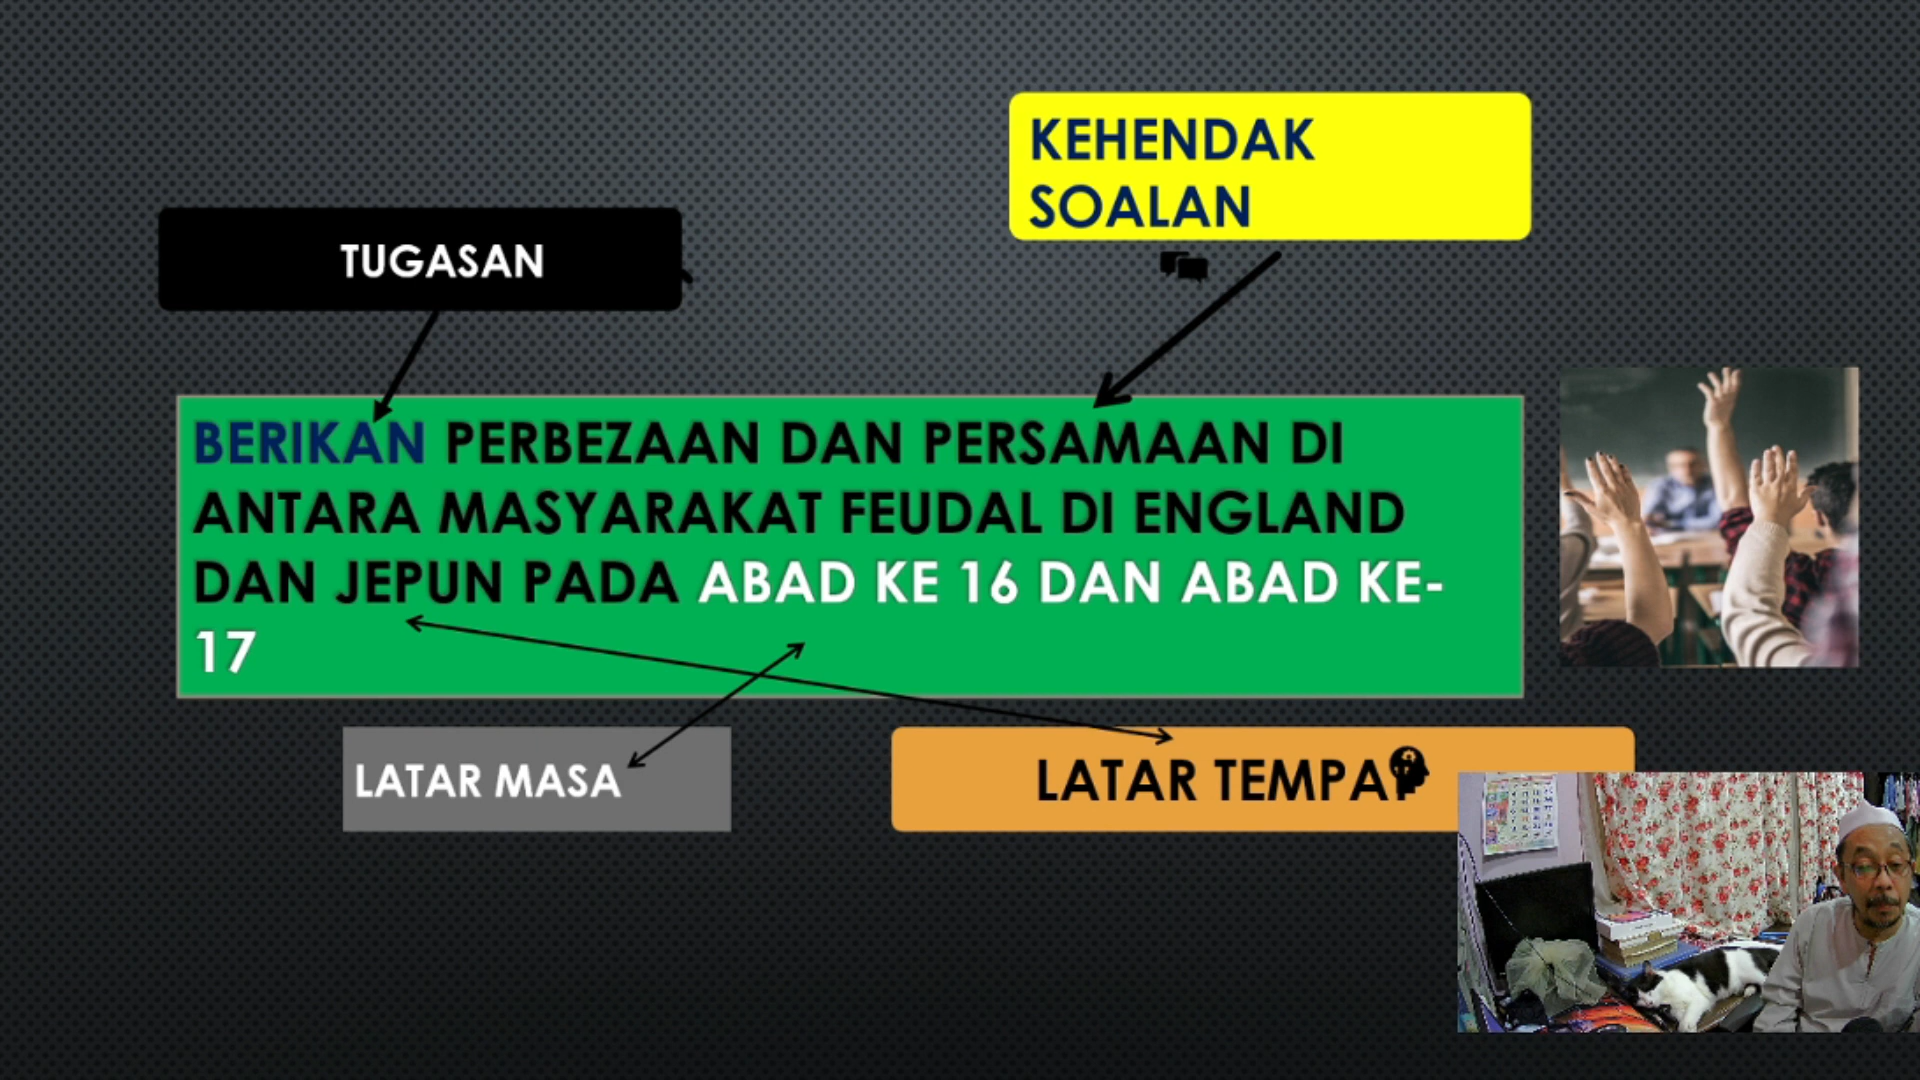 KEHENDAK
SOALAN
TUGASAN
BERIKAN PERBEZAAN DAN PERSAMAAN DI
ANTARA MASYARAKAT FEUDAL DI ENGLAND
DAN JEPUN PADA ABAD KE 16 DAN ABAD KE-
17
LATAR MASA
LATAR TEMPAT